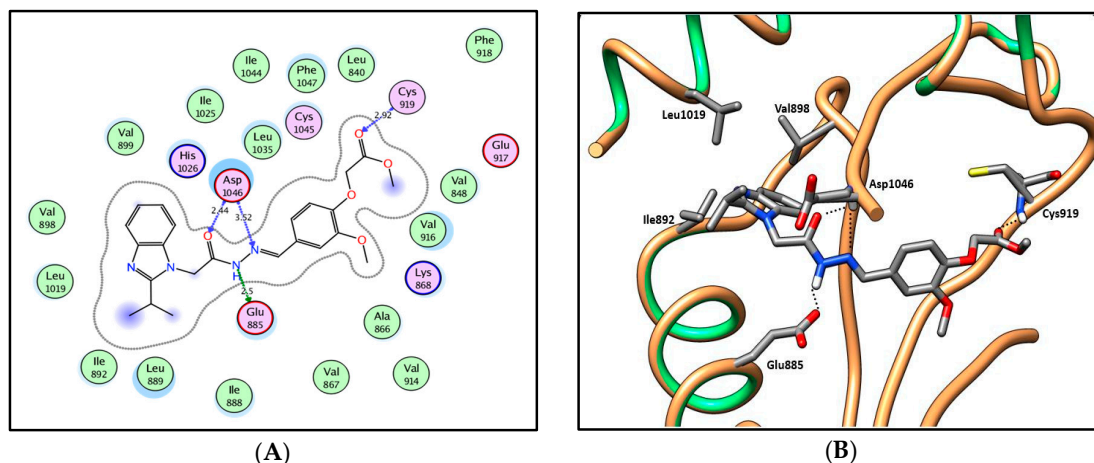 Phe
918
Ile
1044
Phe
1047
Leu
840
Cys
919
2.92
Ile
1025
Cys
1045
Val
899
Leu
1035
His
1026
Glu
917
Asp
1046
Val
848
2.44
3.52
Val
898
Val
916
Lys
868
Leu
1019
2.5
Glu
885
Ala
866
Ile
892
Leu
889
Ile
888
Val
867
Val
914
O
O
O
O
O
N
N
N
N
H
(A)
Leu1019
Val898
Asp1046
Ile892
Cys919
Glu885
(B)